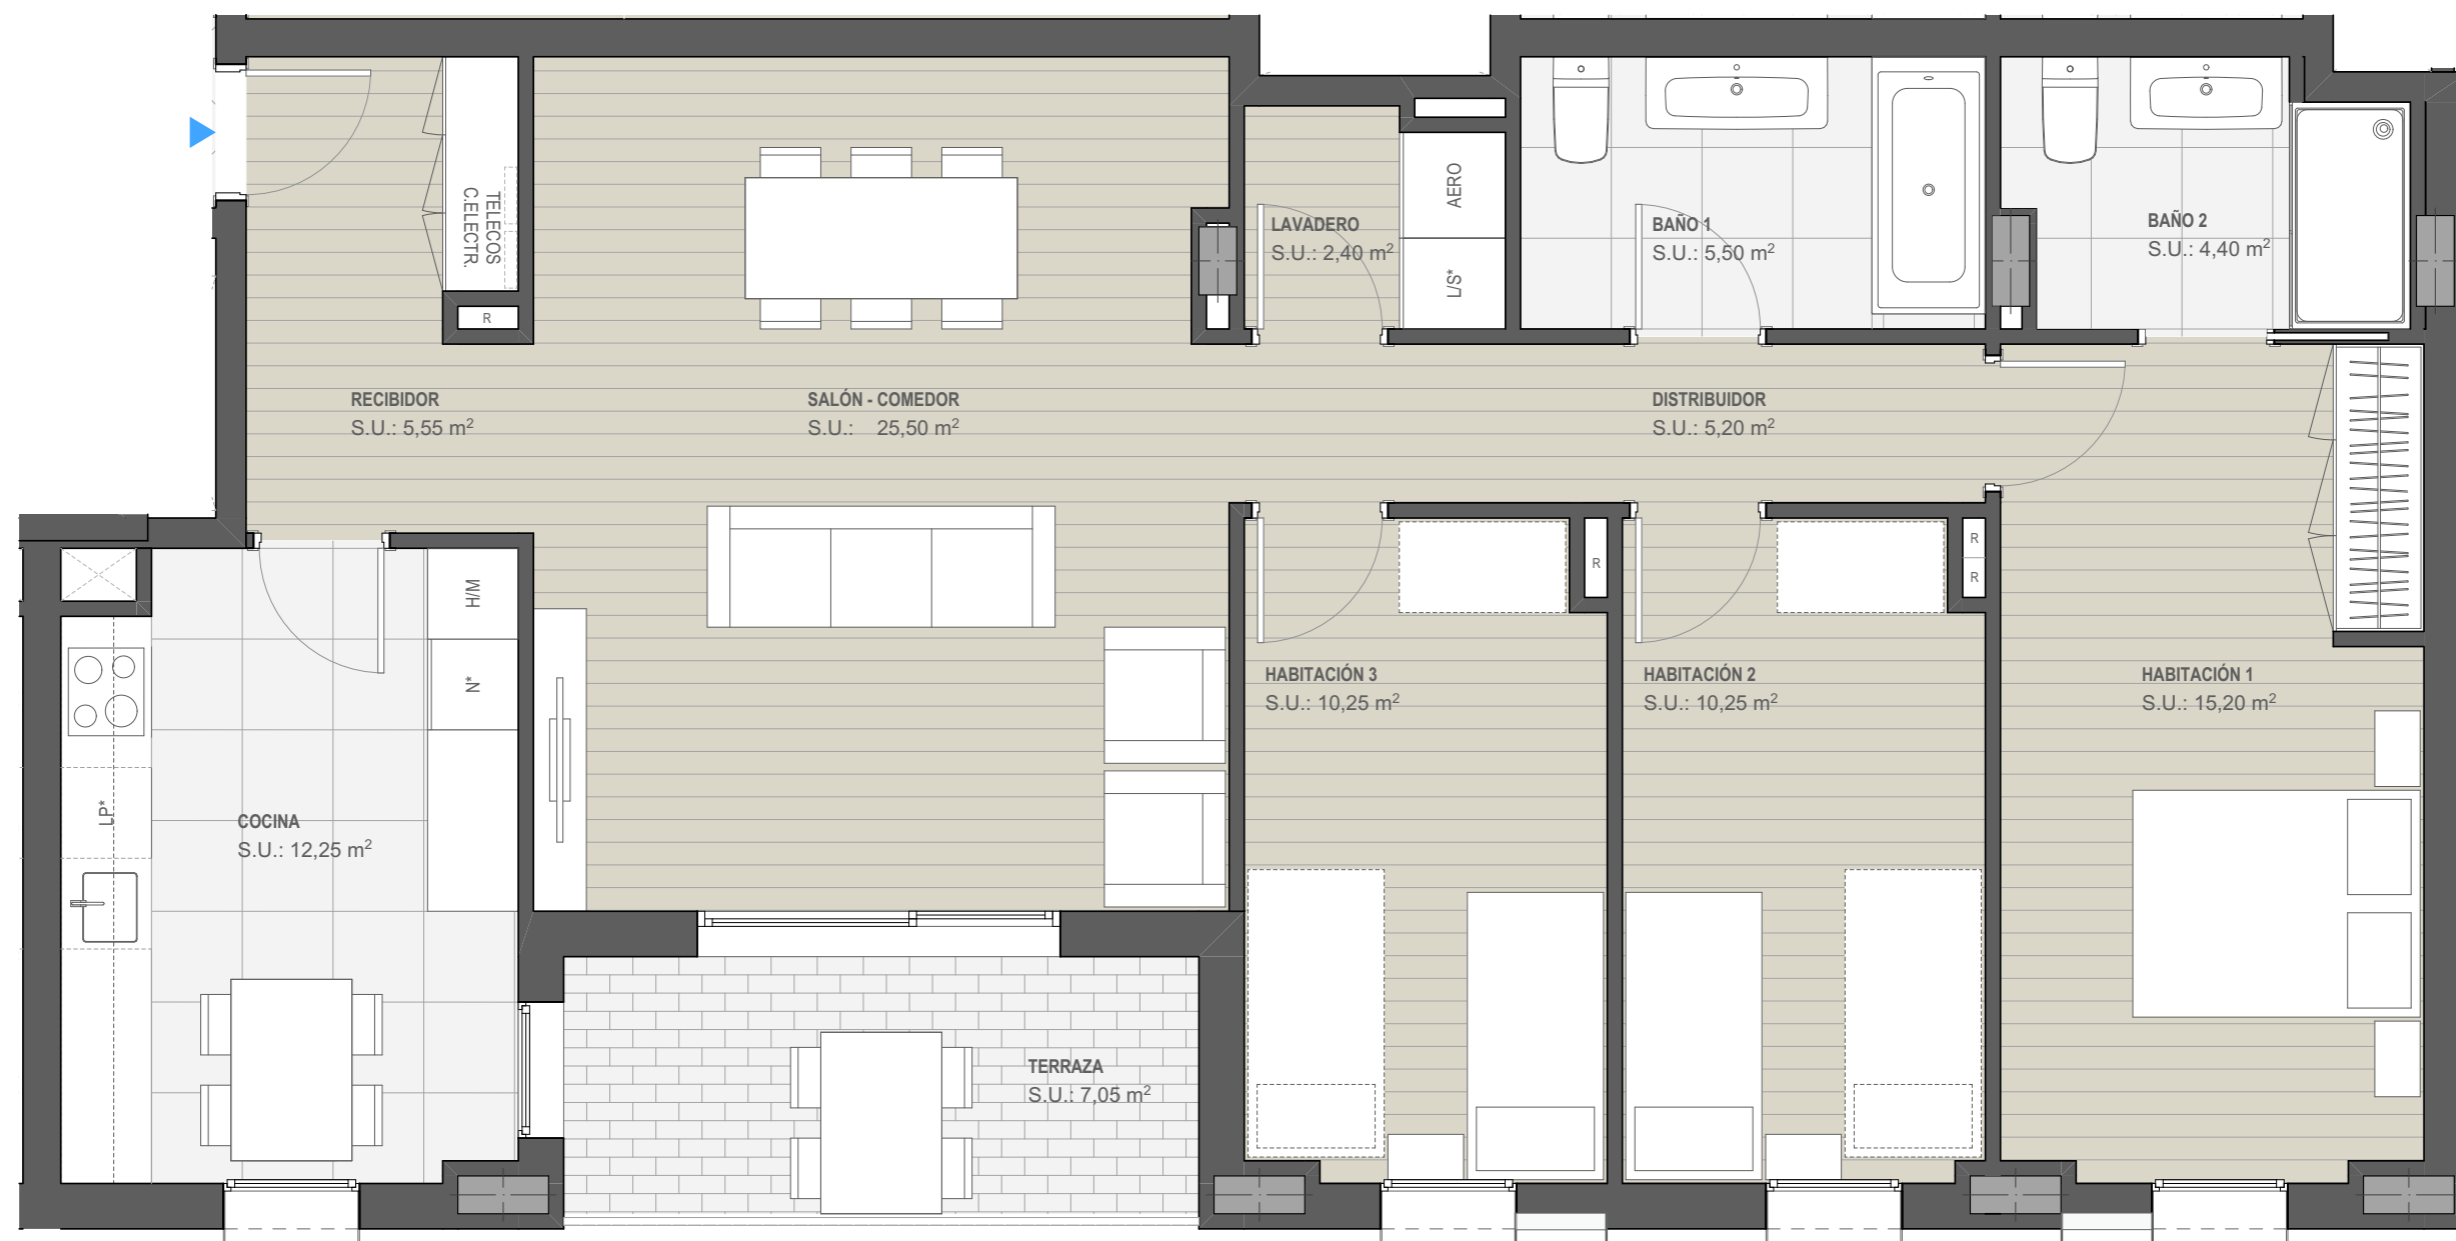 TELECOS
C.ELECTR.
R
LAVADERO
S.U.: 2,40 m²
AERO
L/S*
BAÑO 1
S.U.: 5,50 m²
BAÑO 2
S.U.: 4,40 m²
RECIBIDOR
S.U.: 5,55 m²
SALÓN - COMEDOR
S.U.: 25,50 m²
DISTRIBUIDOR
S.U.: 5,20 m²
M/H
N*
R
R
R
HABITACIÓN 3
S.U.: 10,25 m²
HABITACIÓN 2
S.U.: 10,25 m²
HABITACIÓN 1
S.U.: 15,20 m²
LP*
COCINA
S.U.: 12,25 m²
TERRAZA
S.U.: 7,05 m²